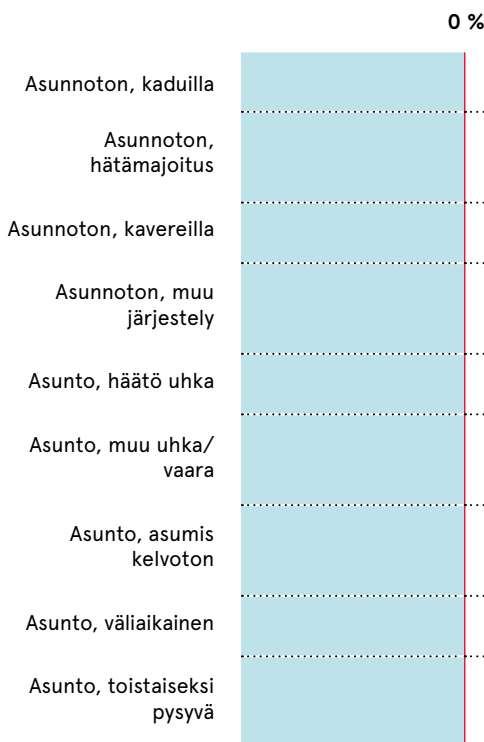 0 %
Asunnoton, kaduilla
Asunnoton,
hätämajoitus
Asunnoton, kavereilla
Asunnoton, muu
järjestely
Asunto, häätö uhka
Asunto, muu uhka/
vaara
Asunto, asumis
kelvoton
Asunto, väliaikainen
Asunto, toistaiseksi
pysyvä